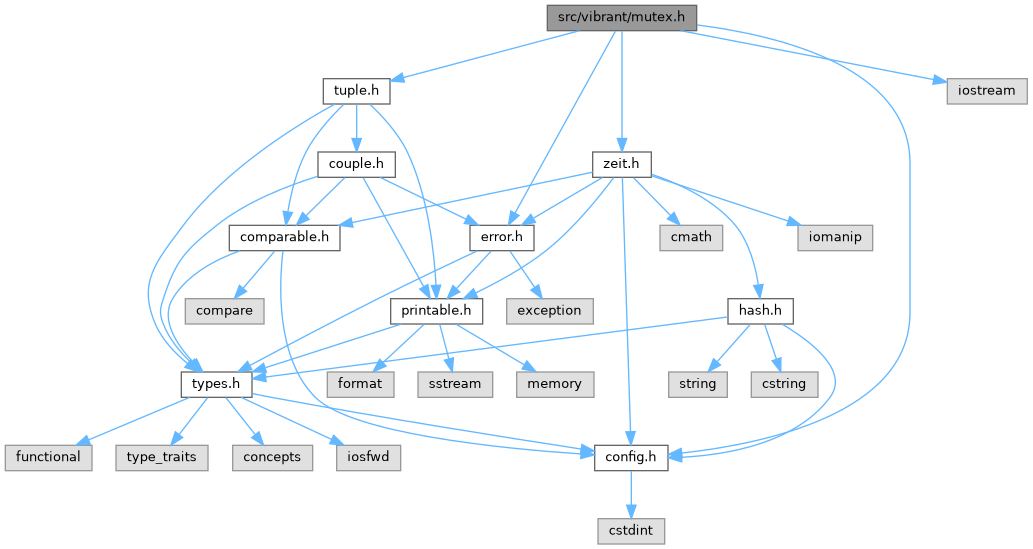 src/vibrant/mutex.h
tuple.h
iostream
couple.h
zeit.h
comparable.h
error.h
cmath
iomanip
compare
printable.h
exception
hash.h
types.h
format
sstream
memory
string
cstring
functional
type_traits
concepts
iosfwd
config.h
cstdint